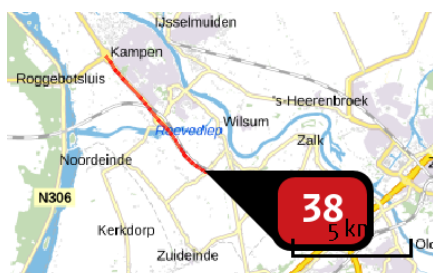 IJsselmuiden
Kampen
Roggebotsluis
's-Heerenbroek
Wilsum
Reevediep
Zalk
Noordeinde
N306
38
5 km
Kerkdorp
Zuideinde